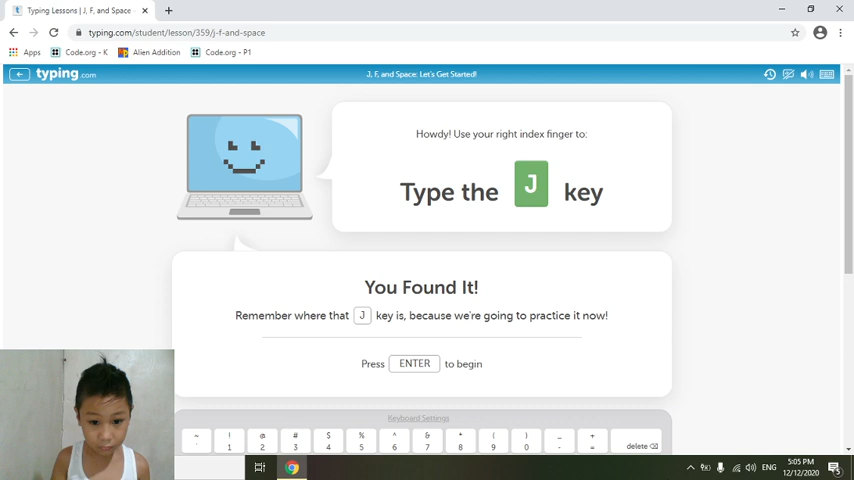 Typing Lessons | J, F, and Space
typing.com/student/lesson/359/j-f-and-space
Apps Code.org - K Alien Addition Code.org - P1
typing.com J, F, and Space: Let's Get Started!
Howdy! Use your right index finger to:
Type the J key
You Found It!
Remember where that J key is, because we're going to practice it now!
Press ENTER to begin
Keyboard Settings
~ ! @ # $ % ^ & * ( ) _ +
` 1 2 3 4 5 6 7 8 9 0 - = delete
ENG 5:05 PM
12/12/2020 5